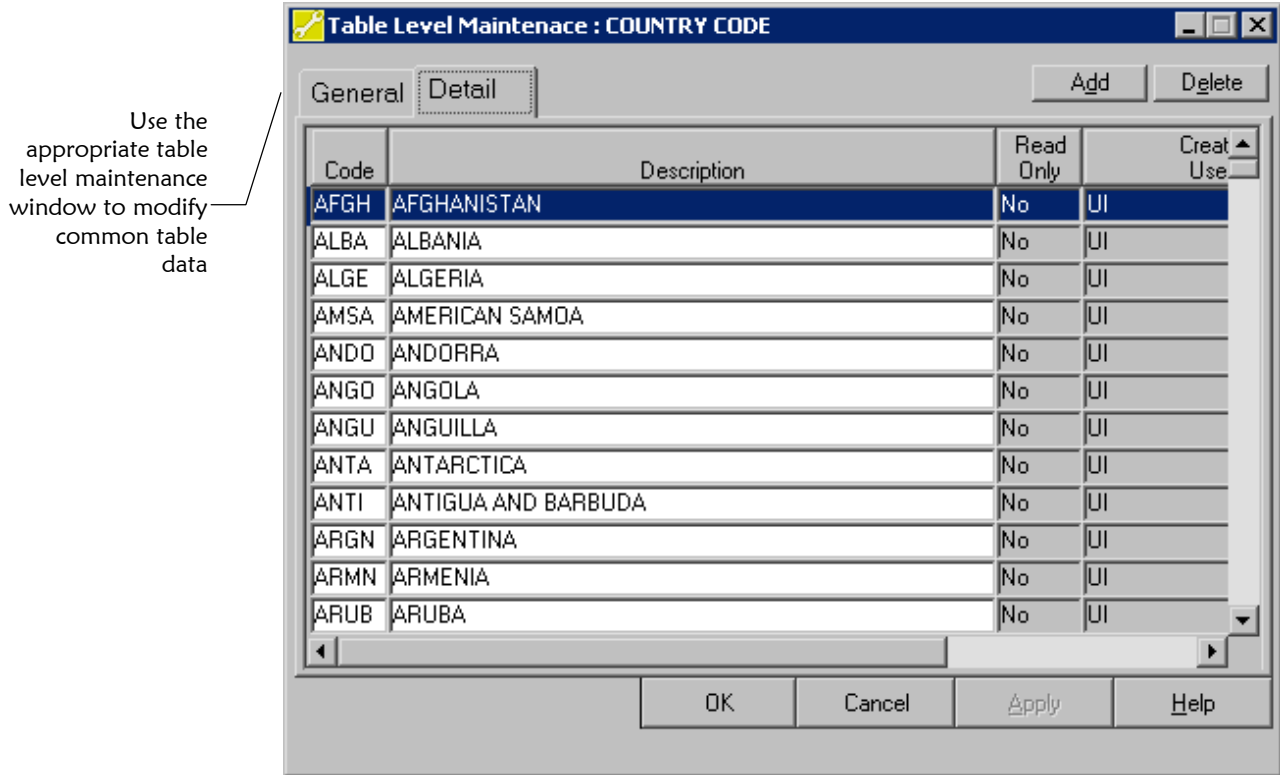 Table Level Maintenace : COUNTRY CODE
General Detail Add Delete
Use the
appropriate table
level maintenance
window to modify
common table
data
Code Description Read Only Creat Use
AFGH AFGHANISTAN No UI
ALBA ALBANIA No UI
ALGE ALGERIA No UI
AMSA AMERICAN SAMOA No UI
ANDO ANDORRA No UI
ANGO ANGOLA No UI
ANGU ANGUILLA No UI
ANTA ANTARCTICA No UI
ANTI ANTIGUA AND BARBUDA No UI
ARGN ARGENTINA No UI
ARMN ARMENIA No UI
ARUB ARUBA No UI
OK Cancel Apply Help